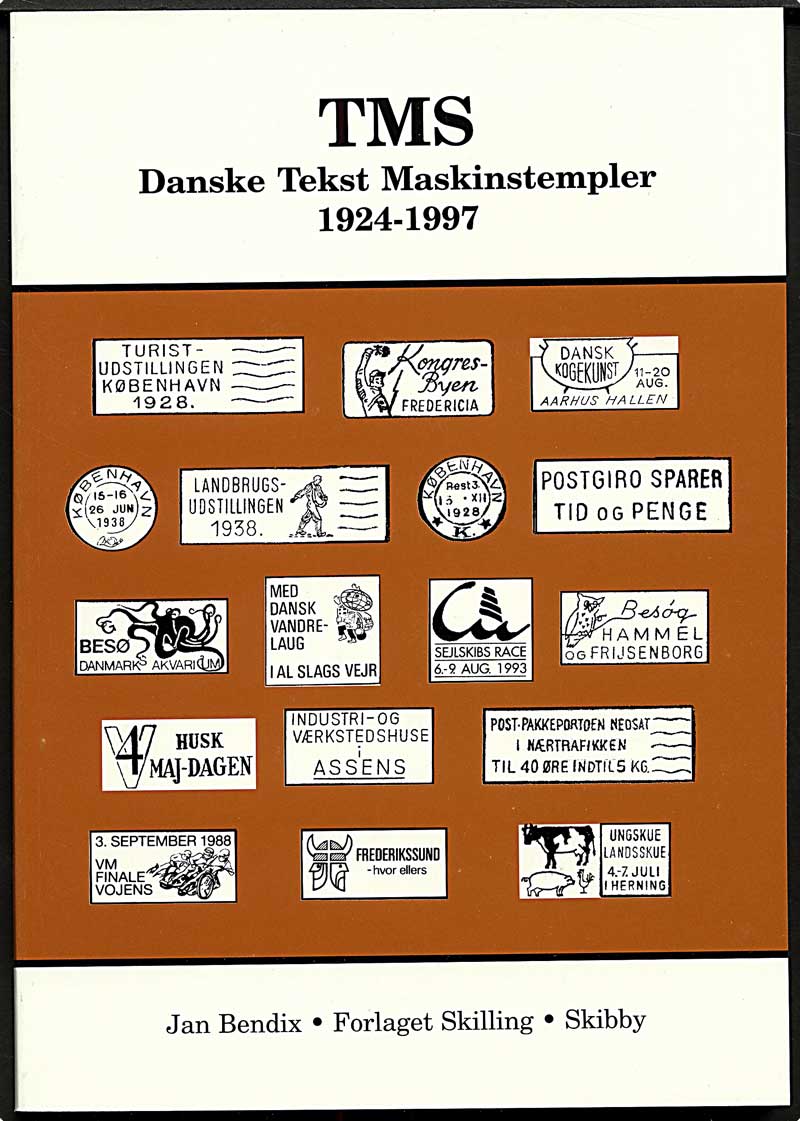 TMS
Danske Tekst Maskinstempler
1924-1997
TURIST-
UDSTILLINGEN
KØBENHAVN
1928.
Kongres-
Byen
FREDERICIA
DANSK
KOGEKUNST
11-20
AUG.
AARHUS HALLEN
KØBENHAVN
15-16
26 JUN
1938
LANDBRUGS-
UDSTILLINGEN
1938.
KØBENHAVN
Rest 3.
15 · XII
1928
K.
POSTGIRO SPARER
TID OG PENGE
BESØG
DANMARKS AKVARIUM
MED
DANSK
VANDRE-
LAUG
I AL SLAGS VEJR
SEJLSKIBS RACE
6.-9. AUG. 1993
Besøg
HAMMEL
OG FRIJSENBORG
V4
HUSK
MAJ-DAGEN
INDUSTRI-OG
VÆRKSTEDSHUSE
i
ASSENS
POST-PAKKEPORTOEN NEDSAT
I NÆRTRAFIKKEN
TIL 40 ØRE INDTIL 5 KG.
3. SEPTEMBER 1988
VM
FINALE
VOJENS
FREDERIKSSUND
-hvor ellers
UNGSKUE
LANDSSKUE
4.-7. JULI
I HERNING
Jan Bendix • Forlaget Skilling • Skibby